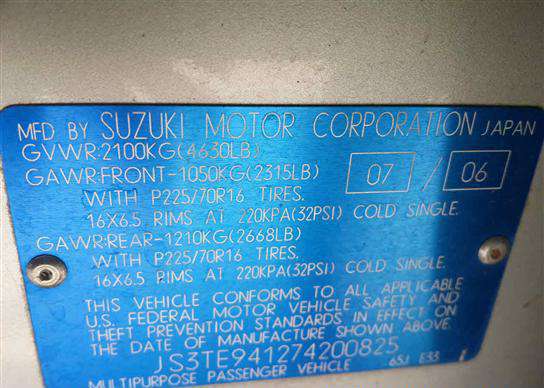 MFD BY SUZUKI MOTOR CORPORATION JAPAN
GVWR:2100KG(4630LB)
GAWR:FRONT-1050KG(2315LB) 07 / 06
WITH P225/70R16 TIRES.
16X6.5 RIMS AT 220KPA(32PSI) COLD SINGLE.
GAWR:REAR-1210KG(2668LB)
WITH P225/70R16 TIRES.
16X6.5 RIMS AT 220KPA(32PSI) COLD SINGLE.
THIS VEHICLE CONFORMS TO ALL APPLICABLE
U.S. FEDERAL MOTOR VEHICLE SAFETY AND
THEFT PREVENTION STANDARDS IN EFFECT ON
THE DATE OF MANUFACTURE SHOWN ABOVE.
JS3TE941274200825
MULTIPURPOSE PASSENGER VEHICLE 65J E33 1